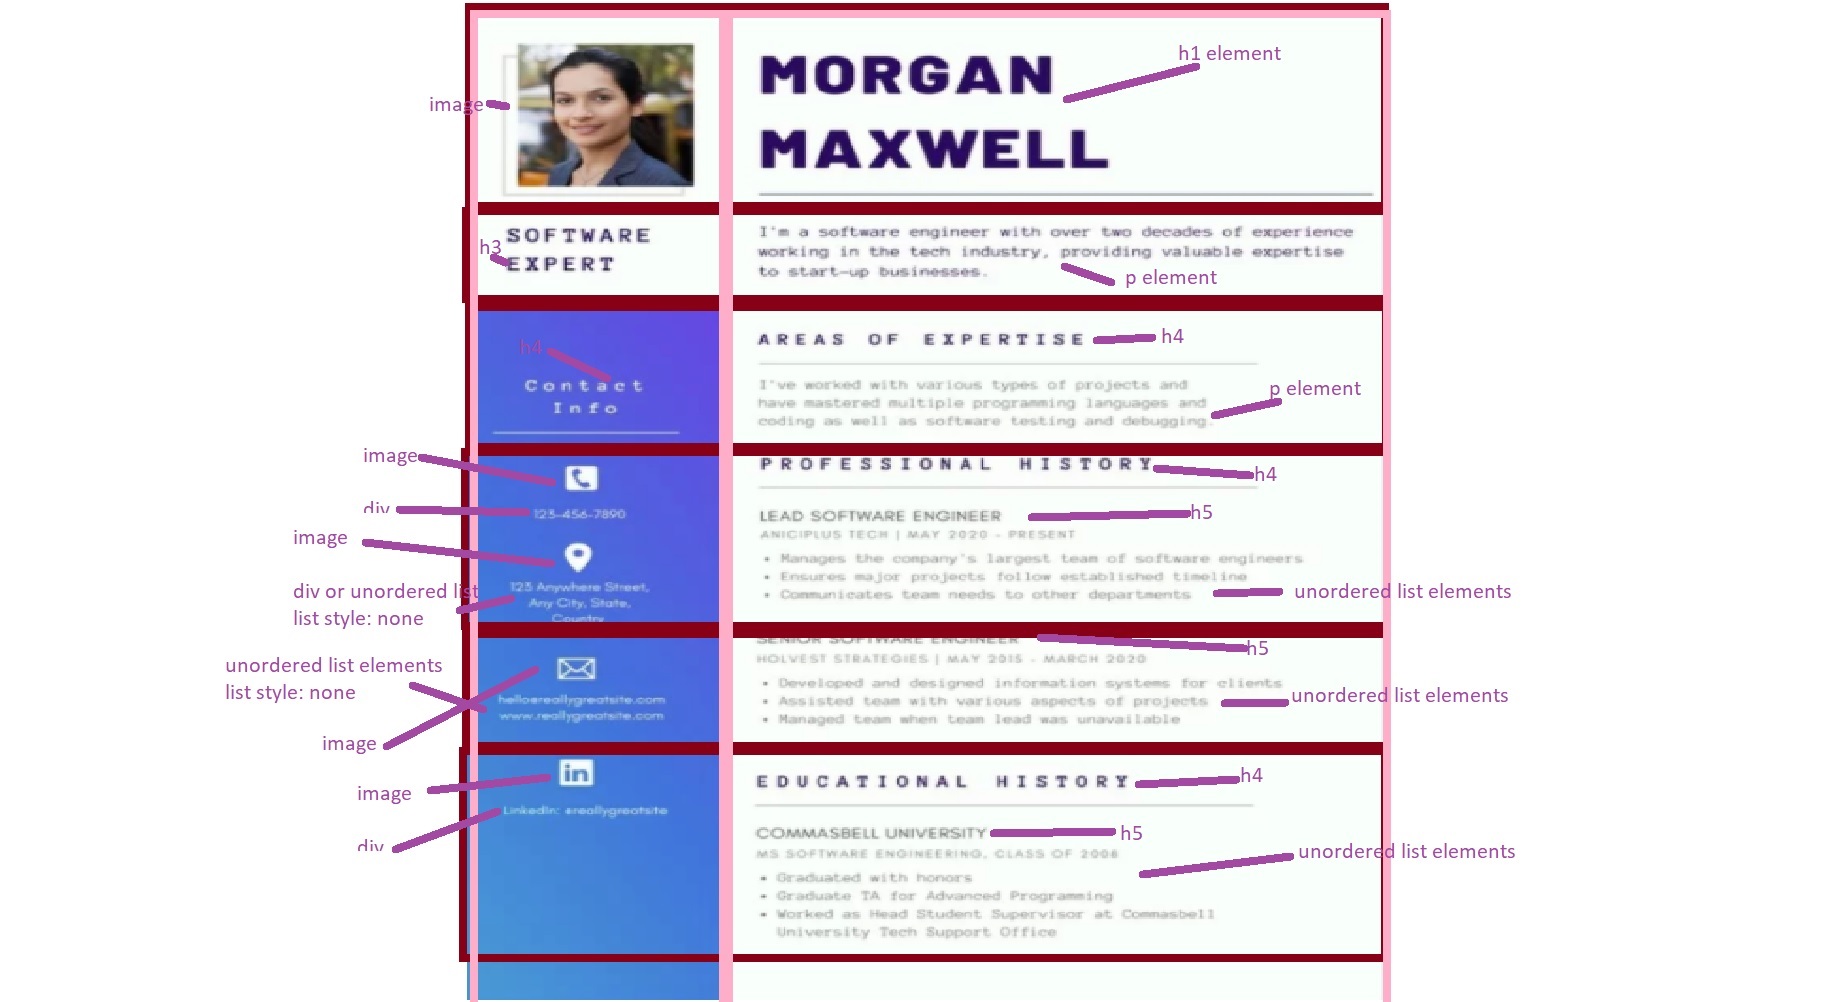 image
MORGAN
MAXWELL
h1 element
h3
SOFTWARE
EXPERT
I'm a software engineer with over two decades of experience
working in the tech industry, providing valuable expertise
to start-up businesses.
p element
h4
Contact
Info
AREAS OF EXPERTISE
h4
I've worked with various types of projects and
have mastered multiple programming languages and
coding as well as software testing and debugging.
p element
image
div
123-456-7890
image
div or unordered list
list style: none
123 Anywhere Street,
Any City, State,
Country
PROFESSIONAL HISTORY
h4
LEAD SOFTWARE ENGINEER
h5
ANICIPLUS TECH | MAY 2020 - PRESENT
• Manages the company's largest team of software engineers
• Ensures major projects follow established timeline
• Communicates team needs to other departments
unordered list elements
unordered list elements
list style: none
image
hello@reallygreatsite.com
www.reallygreatsite.com
SENIOR SOFTWARE ENGINEER
h5
HOLVEST STRATEGIES | MAY 2015 - MARCH 2020
• Developed and designed information systems for clients
• Assisted team with various aspects of projects
• Managed team when team lead was unavailable
unordered list elements
image
in
div
LinkedIn: @reallygreatsite
EDUCATIONAL HISTORY
h4
COMMASBELL UNIVERSITY
h5
MS SOFTWARE ENGINEERING, CLASS OF 2008
• Graduated with honors
• Graduate TA for Advanced Programming
• Worked as Head Student Supervisor at Commasbell
University Tech Support Office
unordered list elements